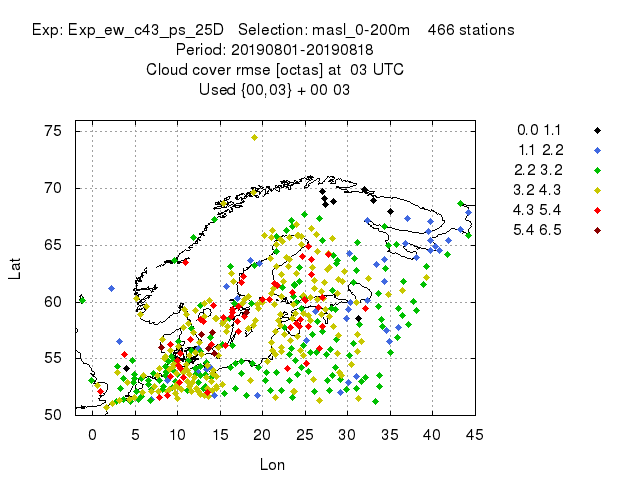 Exp: Exp_ew_c43_ps_25D   Selection: masl_0-200m    466 stations
Period: 20190801-20190818
Cloud cover rmse [octas] at  03 UTC
Used {00,03} + 00 03
75
70
65
60
55
50
Lat
0 5 10 15 20 25 30 35 40 45
Lon
0.0 1.1
1.1 2.2
2.2 3.2
3.2 4.3
4.3 5.4
5.4 6.5